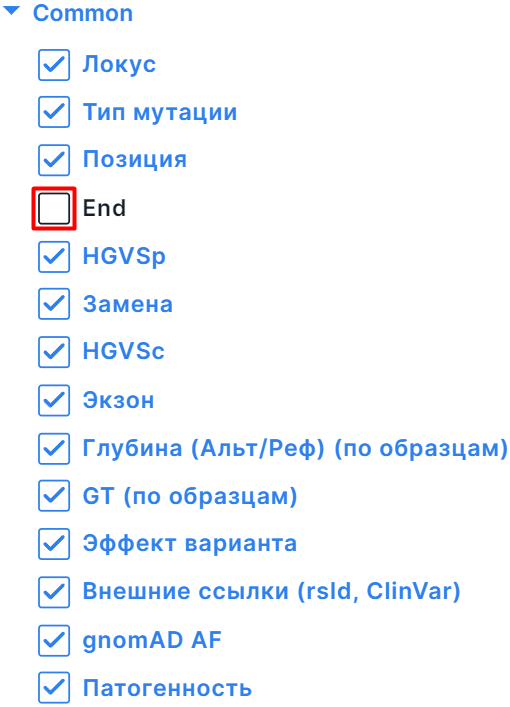 Common
Локус
Тип мутации
Позиция
End
HGVSp
Замена
HGVSc
Экзон
Глубина (Альт/Реф) (по образцам)
GT (по образцам)
Эффект варианта
Внешние ссылки (rsId, ClinVar)
gnomAD AF
Патогенность